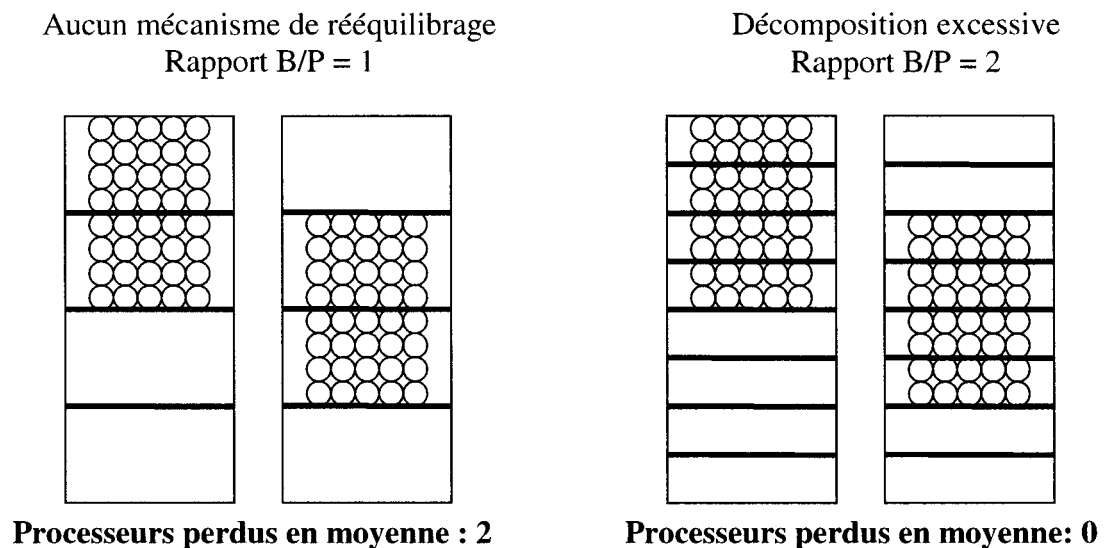 Aucun mécanisme de rééquilibrage
Rapport B/P = 1
Décomposition excessive
Rapport B/P = 2
Processeurs perdus en moyenne : 2
Processeurs perdus en moyenne: 0